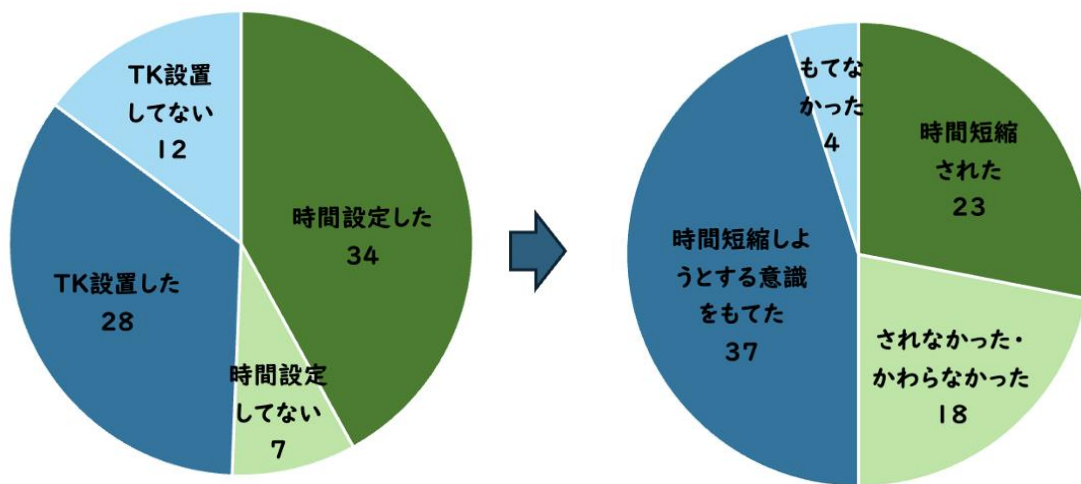 TK設置
してない
12
時間設定した
34
TK設置した
28
時間設定
してない
7
もてな
かった
4
時間短縮
された
23
時間短縮しよ
うとする意識
をもてた
37
されなかった・
かわらなかった
18